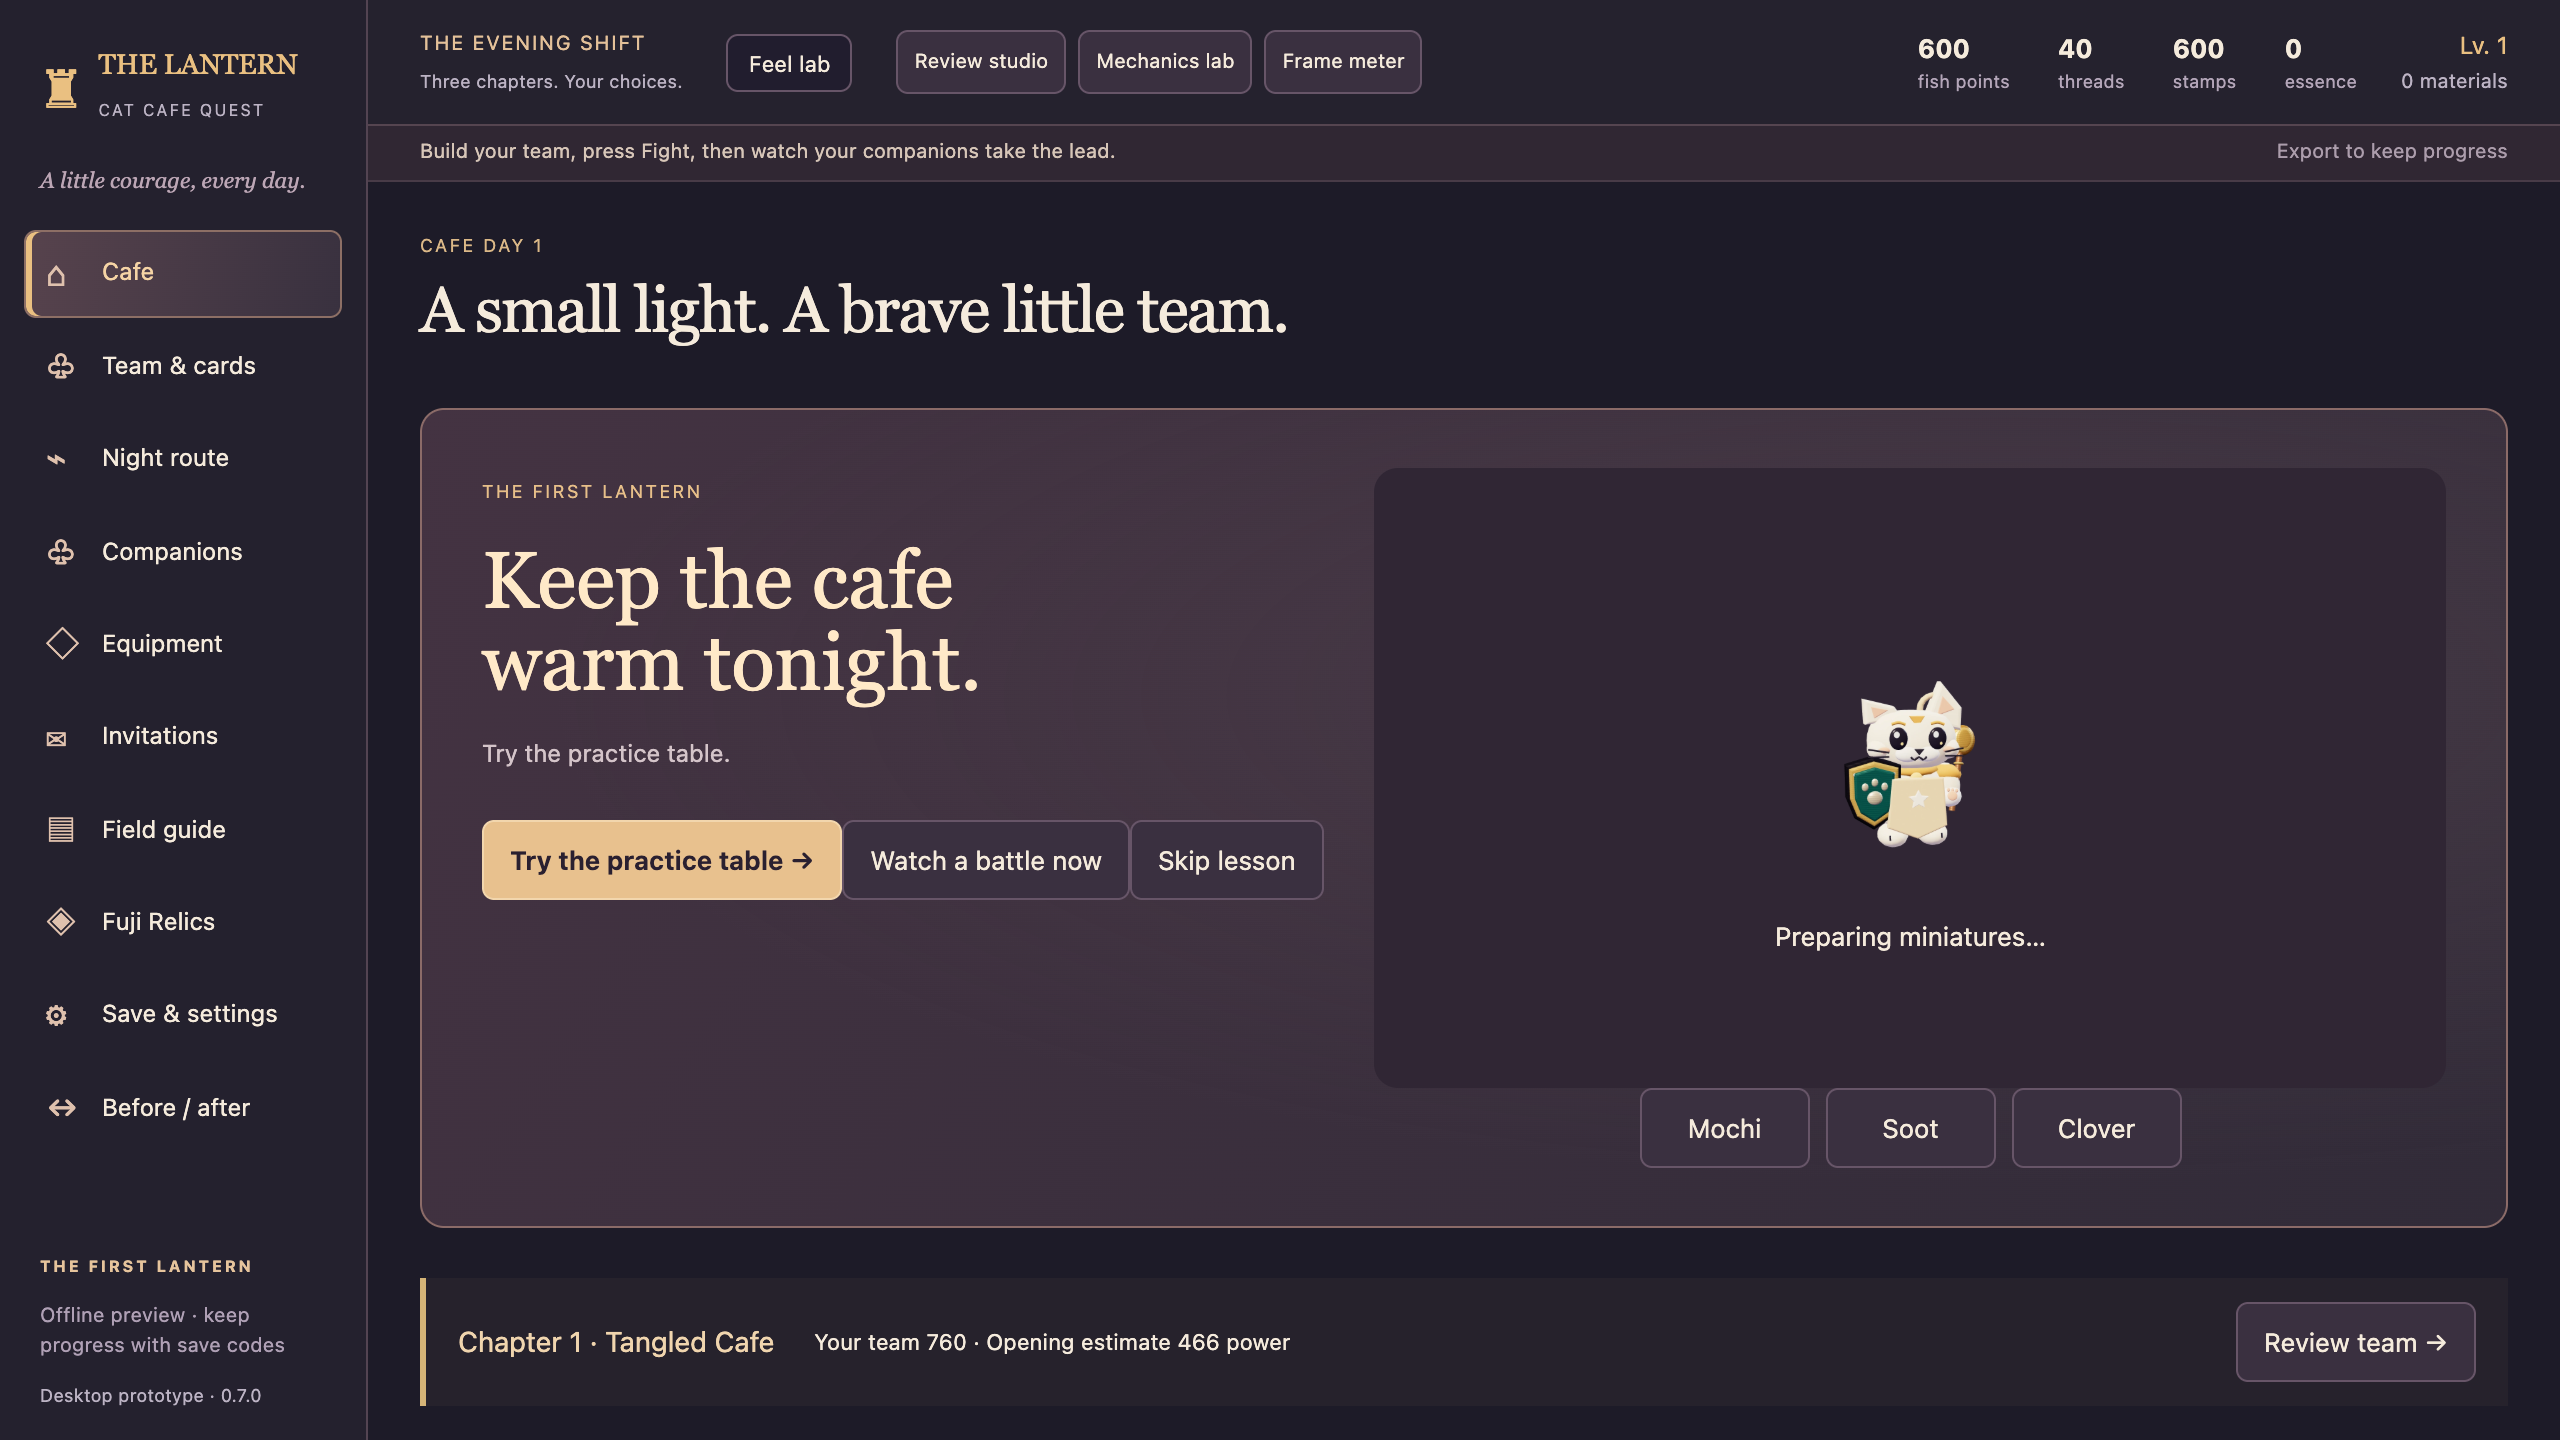 THE LANTERN
CAT CAFE QUEST
A little courage, every day.
Cafe
Team & cards
Night route
Companions
Equipment
Invitations
Field guide
Fuji Relics
Save & settings
Before / after
THE FIRST LANTERN
Offline preview · keep
progress with save codes
Desktop prototype · 0.7.0
THE EVENING SHIFT
Three chapters. Your choices.
Feel lab
Review studio
Mechanics lab
Frame meter
600
fish points
40
threads
600
stamps
0
essence
Lv. 1
0 materials
Build your team, press Fight, then watch your companions take the lead.
Export to keep progress
CAFE DAY 1
A small light. A brave little team.
THE FIRST LANTERN
Keep the cafe
warm tonight.
Try the practice table.
Try the practice table →
Watch a battle now
Skip lesson
Preparing miniatures...
Mochi
Soot
Clover
Chapter 1 · Tangled Cafe
Your team 760 · Opening estimate 466 power
Review team →